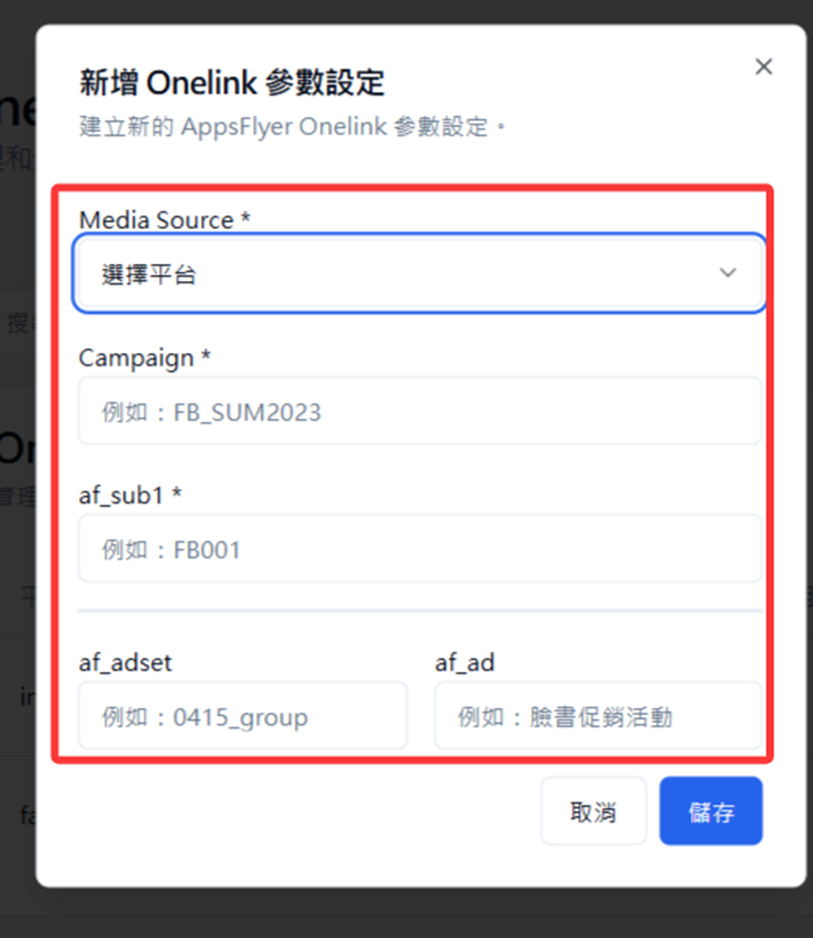 新增 Onelink 參數設定
建立新的 AppsFlyer Onelink 參數設定。
Media Source *
選擇平台
Campaign *
例如：FB_SUM2023
af_sub1 *
例如：FB001
af_adset
af_ad
例如：0415_group
例如：臉書促銷活動
取消
儲存